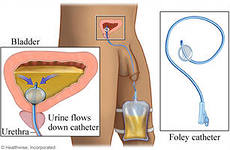 Bladder
Urine flows
down catheter
Urethra
Foley catheter
© Healthwise, Incorporated